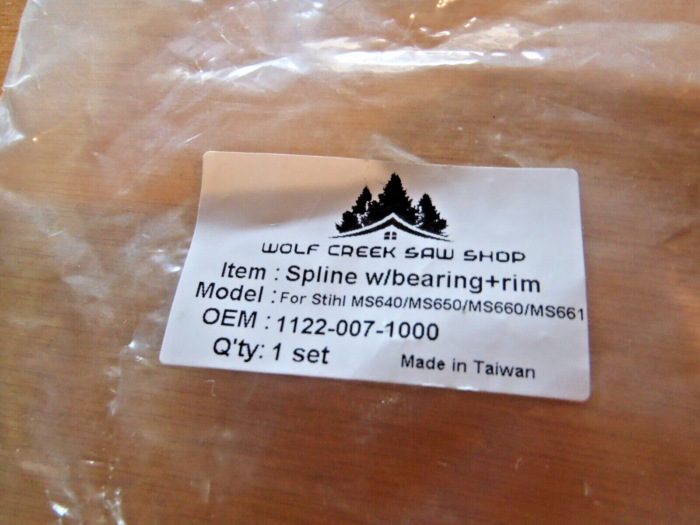 WOLF CREEK SAW SHOP
Item : Spline w/bearing+rim
Model : For Stihl MS640/MS650/MS660/MS661
OEM : 1122-007-1000
Q'ty: 1 set
Made in Taiwan